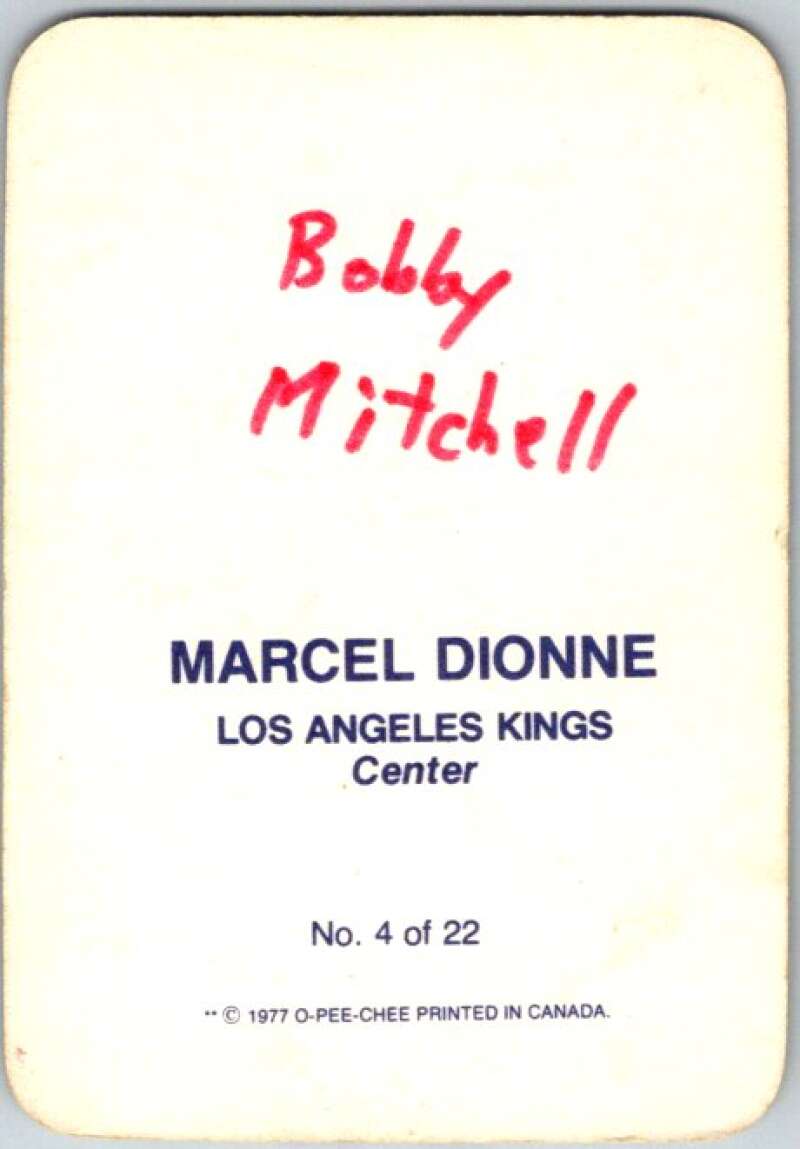 Bobby
Mitchell
MARCEL DIONNE
LOS ANGELES KINGS
Center
No. 4 of 22
** © 1977 O-PEE-CHEE PRINTED IN CANADA.